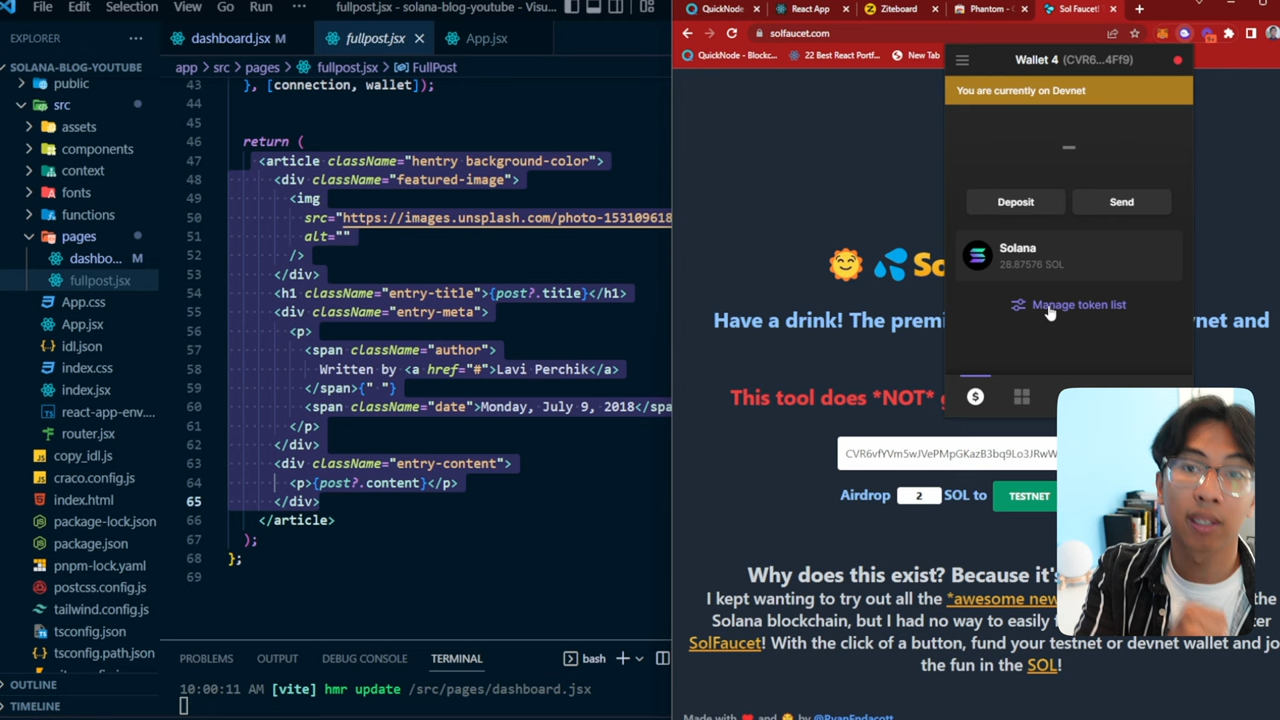 File Edit Selection View Go Run ··· fullpost.jsx - solana-blog-youtube - Visu...
EXPLORER ···
SOLANA-BLOG-YOUTUBE
public
src
assets
components
context
fonts
functions
pages
dashbo... M
fullpost.jsx
App.css
App.jsx
idl.json
index.css
index.jsx
react-app-env....
router.jsx
copy_idl.js
craco.config.js
index.html
package-lock.json
package.json
pnpm-lock.yaml
postcss.config.js
tailwind.config.js
tsconfig.json
tsconfig.path.json
OUTLINE
TIMELINE
dashboard.jsx M fullpost.jsx App.jsx
app > src > pages > fullpost.jsx > FullPost
43 }, [connection, wallet]);
44
45
46 return (
47 <article className="hentry background-color">
48 <div className="featured-image">
49 <img
50 src="https://images.unsplash.com/photo-153109618
51 alt=""
52 />
53 </div>
54 <h1 className="entry-title">{post?.title}</h1>
55 <div className="entry-meta">
56 <p>
57 <span className="author">
58 Written by <a href="#">Lavi Perchik</a>
59 </span>{" "}
60 <span className="date">Monday, July 9, 2018</spa
61 </p>
62 </div>
63 <div className="entry-content">
64 <p>{post?.content}</p>
65 </div>
66 </article>
67 );
68 };
69
PROBLEMS OUTPUT DEBUG CONSOLE TERMINAL bash
10:00:11 AM [vite] hmr update /src/pages/dashboard.jsx
QuickNode React App Ziteboard Phantom - Sol Faucet!
solfaucet.com
QuickNode - Blockc... 22 Best React Portf... New Tab
Wallet 4 (CVR6...4Ff9)
You are currently on Devnet
Deposit Send
Solana
28.87576 SOL
Manage token list
So
Have a drink! The premi vnet and
This tool does *NOT*
CVR6vfYVm5wJVePMpGKazB3bq9Lo3JRwW
Airdrop 2 SOL to TESTNET
Why does this exist? Because it's
I kept wanting to try out all the *awesome new the
Solana blockchain, but I had no way to easily
SolFaucet! With the click of a button, fund your testnet or devnet wallet and jo
the fun in the SOL!
Made with and by @RyanEndacott